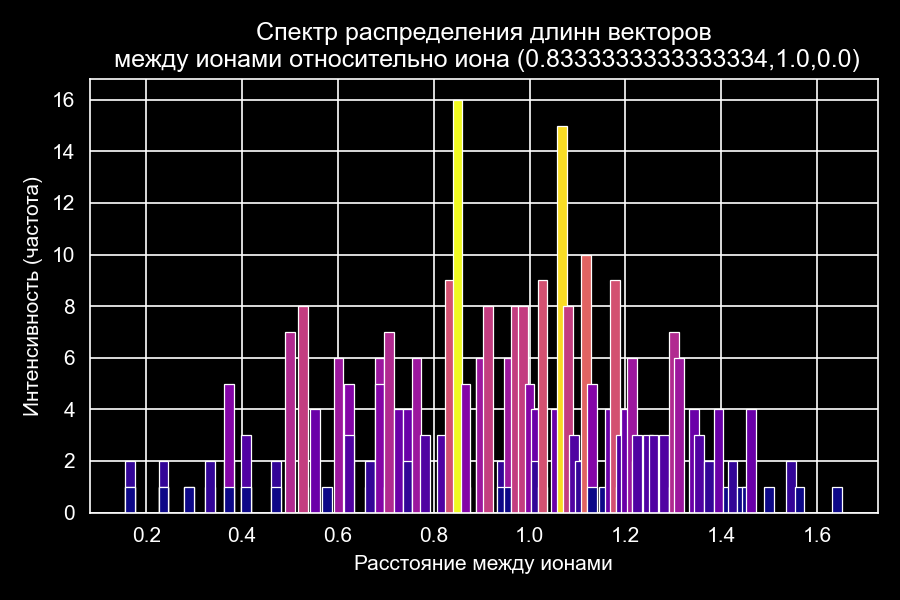 Спектр распределения длинн векторов
между ионами относительно иона (0.8333333333333334,1.0,0.0)
16
14
12
10
8
6
4
2
0
Интенсивность (частота)
0.2 0.4 0.6 0.8 1.0 1.2 1.4 1.6
Расстояние между ионами